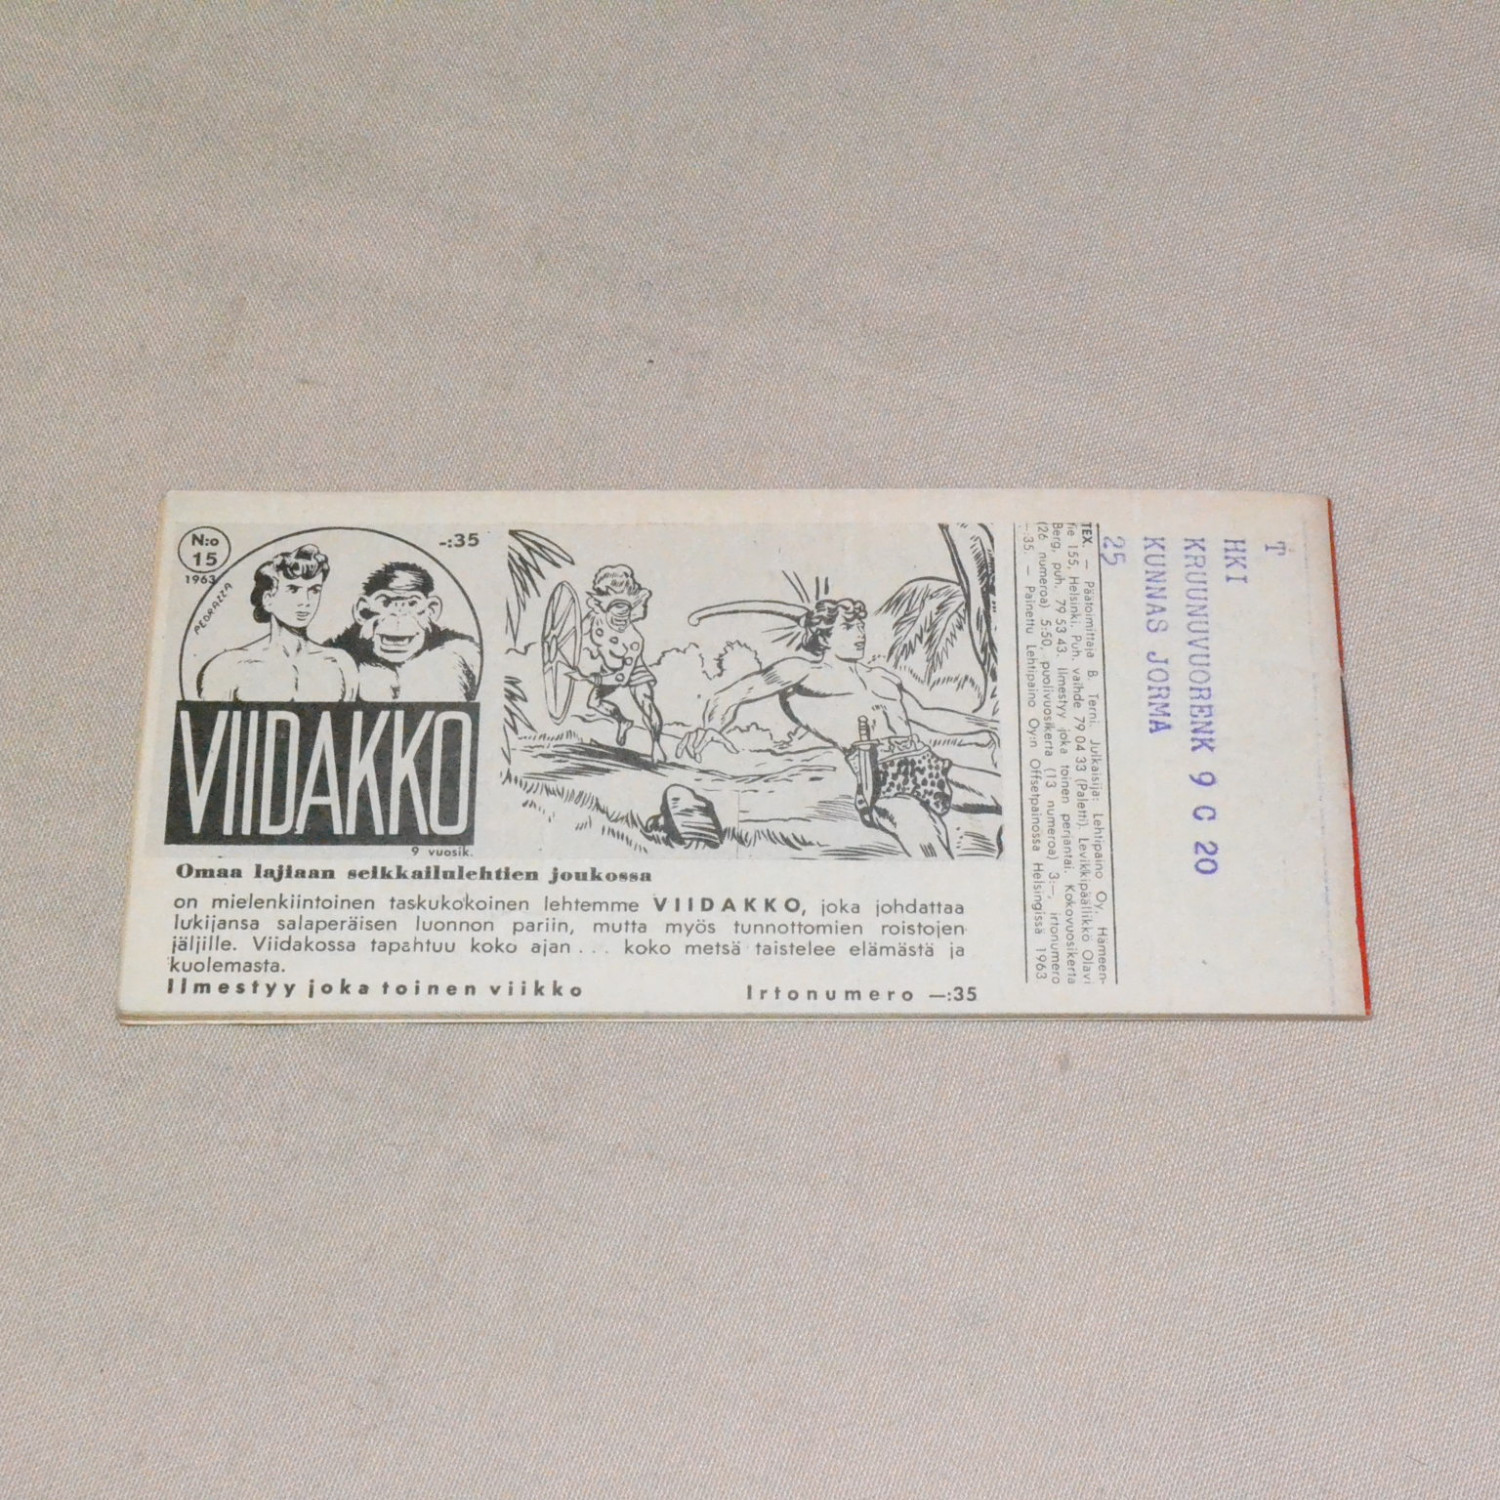 N:o
15
1963
-:35
PEDRAZZA
VIIDAKKO
9 vuosik.
Omaa lajiaan seikkailulehtien joukossa
on mielenkiintoinen taskukokoinen lehtemme VIIDAKKO, joka johdattaa
lukijansa salaperäisen luonnon pariin, mutta myös tunnottomien roistojen
jäljille. Viidakossa tapahtuu koko ajan . . . koko metsä taistelee elämästä ja
kuolemasta.
Ilmestyy joka toinen viikko
Irtonumero —:35
TEX. — Päätoimittaja B. Terni. Julkaisija: Lehtipaino Oy, Hämeen-
tie 155, Helsinki. Puh. vaihde 79 04 33 (Paletti). Levikkipäällikkö Olavi
Berg, puh. 79 53 43. Ilmestyy joka toinen perjantai. Kokovuosikerta
(26 numeroa) 5:50, puolivuosikerta (13 numeroa) 3:—, irtonumero
—:35. — Painettu Lehtipaino Oy:n Offsetpainossa Helsingissä 1963
T
HKI
KRUUNUVUORENK 9 C 20
KUNNAS JORMA
25